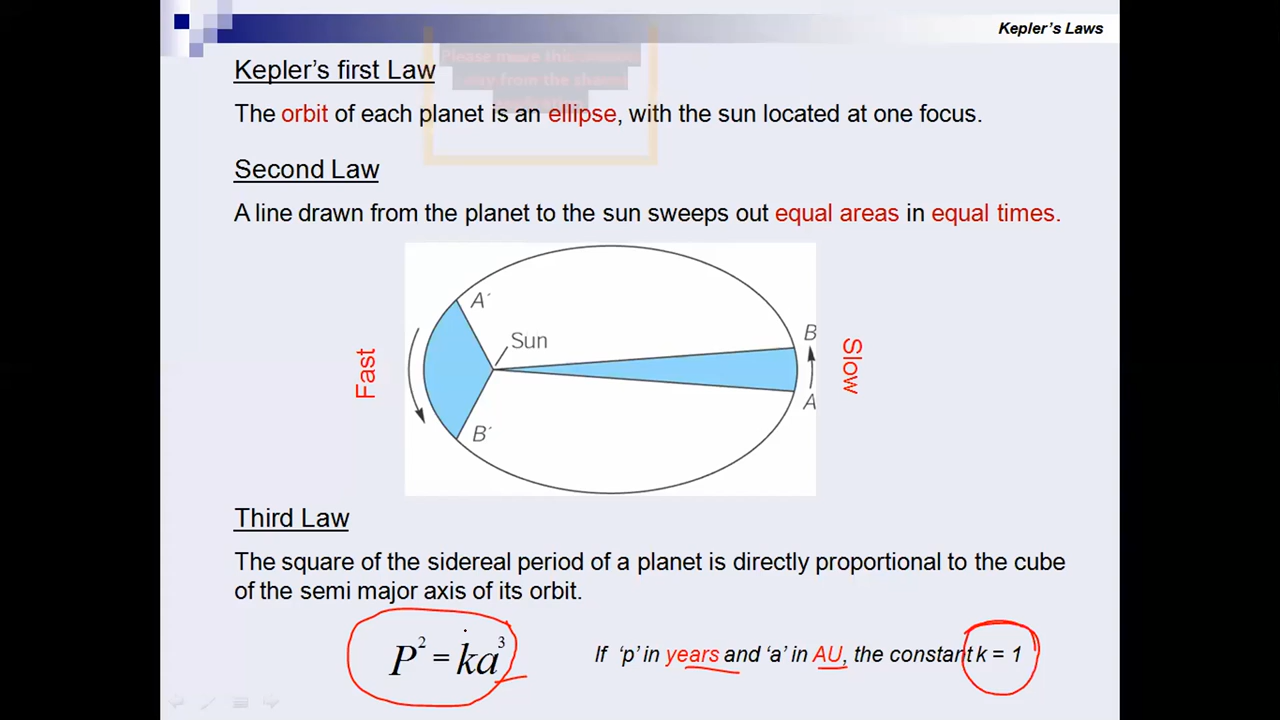 Kepler's Laws
Kepler's first Law
The orbit of each planet is an ellipse, with the sun located at one focus.
Second Law
A line drawn from the planet to the sun sweeps out equal areas in equal times.
A´
Sun
B
Fast
Slow
A
B´
Third Law
The square of the sidereal period of a planet is directly proportional to the cube
of the semi major axis of its orbit.
P² = ka³
If 'p' in years and 'a' in AU, the constant k = 1